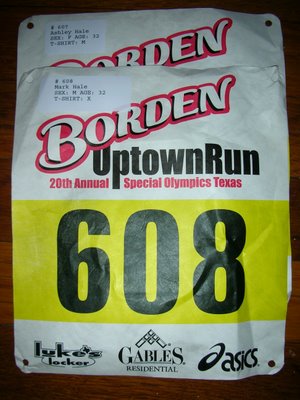 # 607
Ashley Hale
SEX: F AGE: 32
T-SHIRT: M
BORDEN
# 608
Mark Hale
SEX: M AGE: 32
T-SHIRT: X
BORDEN
UptownRun
20th Annual Special Olympics Texas
608
luke's
locker
GABLES
RESIDENTIAL
asics